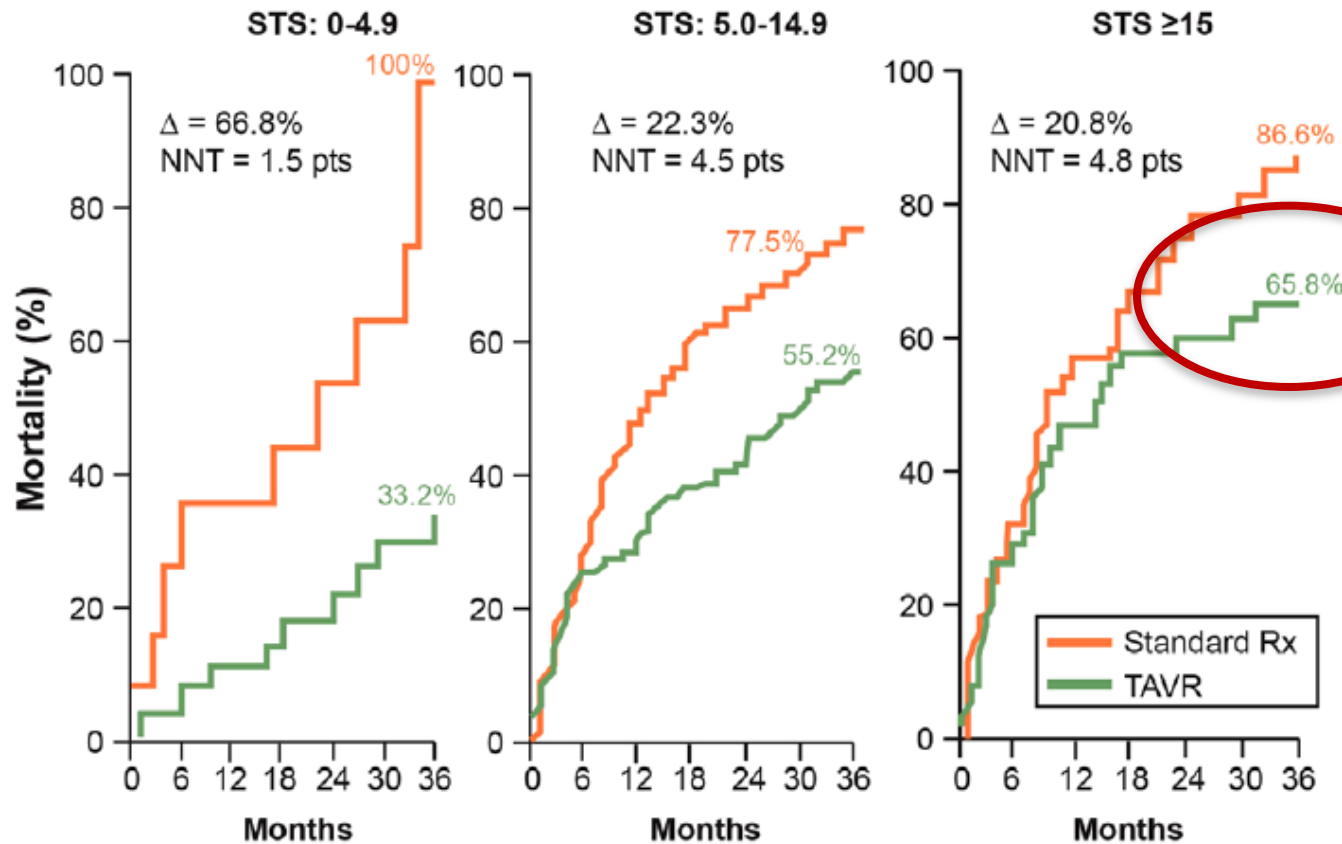 STS: 0-4.9
100%
Δ = 66.8%
NNT = 1.5 pts
33.2%
100
80
60
40
20
0
0 6 12 18 24 30 36
Months
Mortality (%)
STS: 5.0-14.9
Δ = 22.3%
NNT = 4.5 pts
77.5%
55.2%
100
80
60
40
20
0
0 6 12 18 24 30 36
Months
STS ≥15
Δ = 20.8%
NNT = 4.8 pts
86.6%
65.8%
100
80
60
40
20
0
0 6 12 18 24 30 36
Months
Standard Rx
TAVR